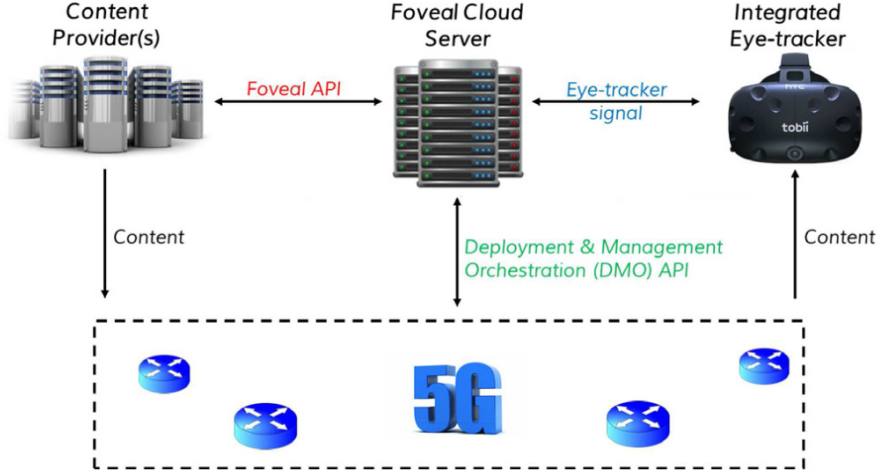 Content
Provider(s)
Foveal Cloud
Server
Integrated
Eye-tracker
Foveal API
Eye-tracker
signal
HTC
tobii
Content
Deployment & Management
Orchestration (DMO) API
Content
5G